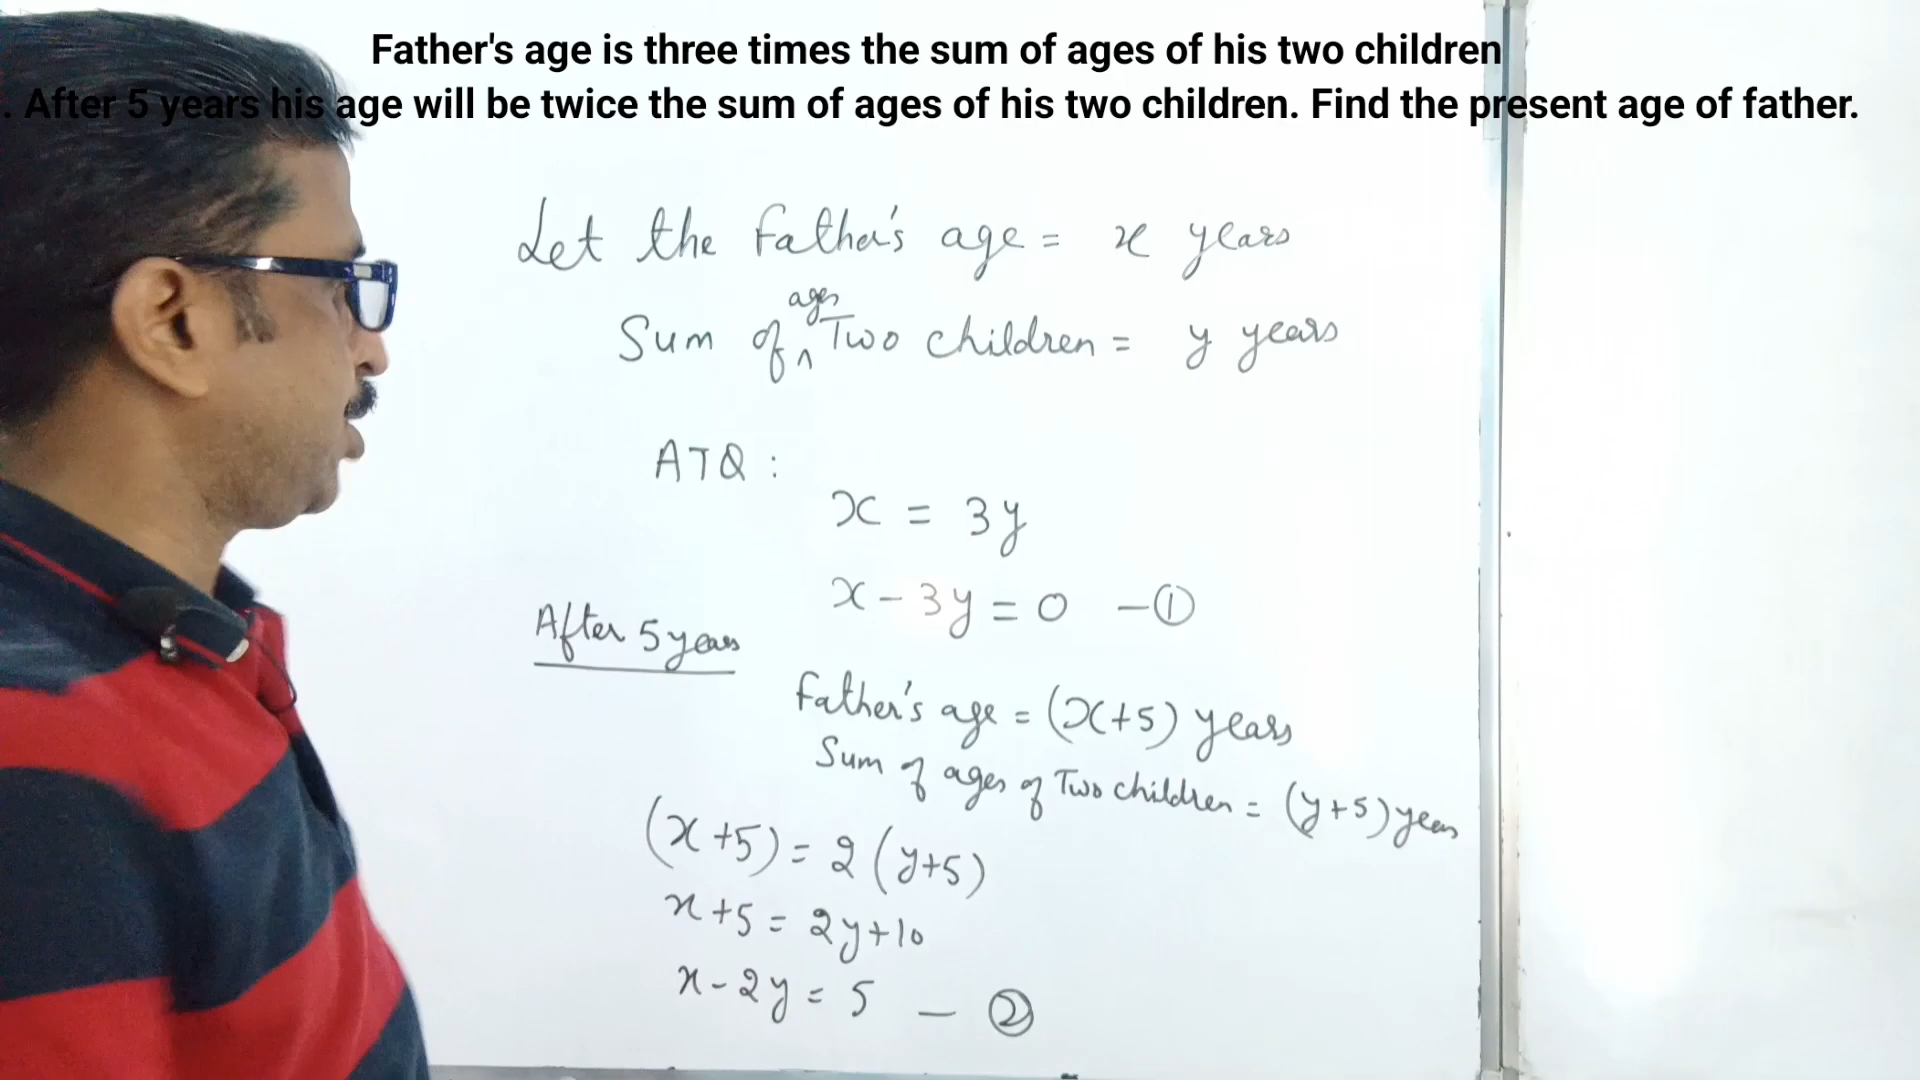 Father's age is three times the sum of ages of his two children
. After 5 years his age will be twice the sum of ages of his two children. Find the present age of father.
Let the Father's age = x years
ages
Sum of ^ Two children = y years
ATQ :
x = 3y
x - 3y = 0 - ①
After 5 years
Father's age = (x+5) years
Sum of ages of Two children = (y+5) years
(x+5) = 2 (y+5)
x+5 = 2y+10
x-2y = 5 - ②